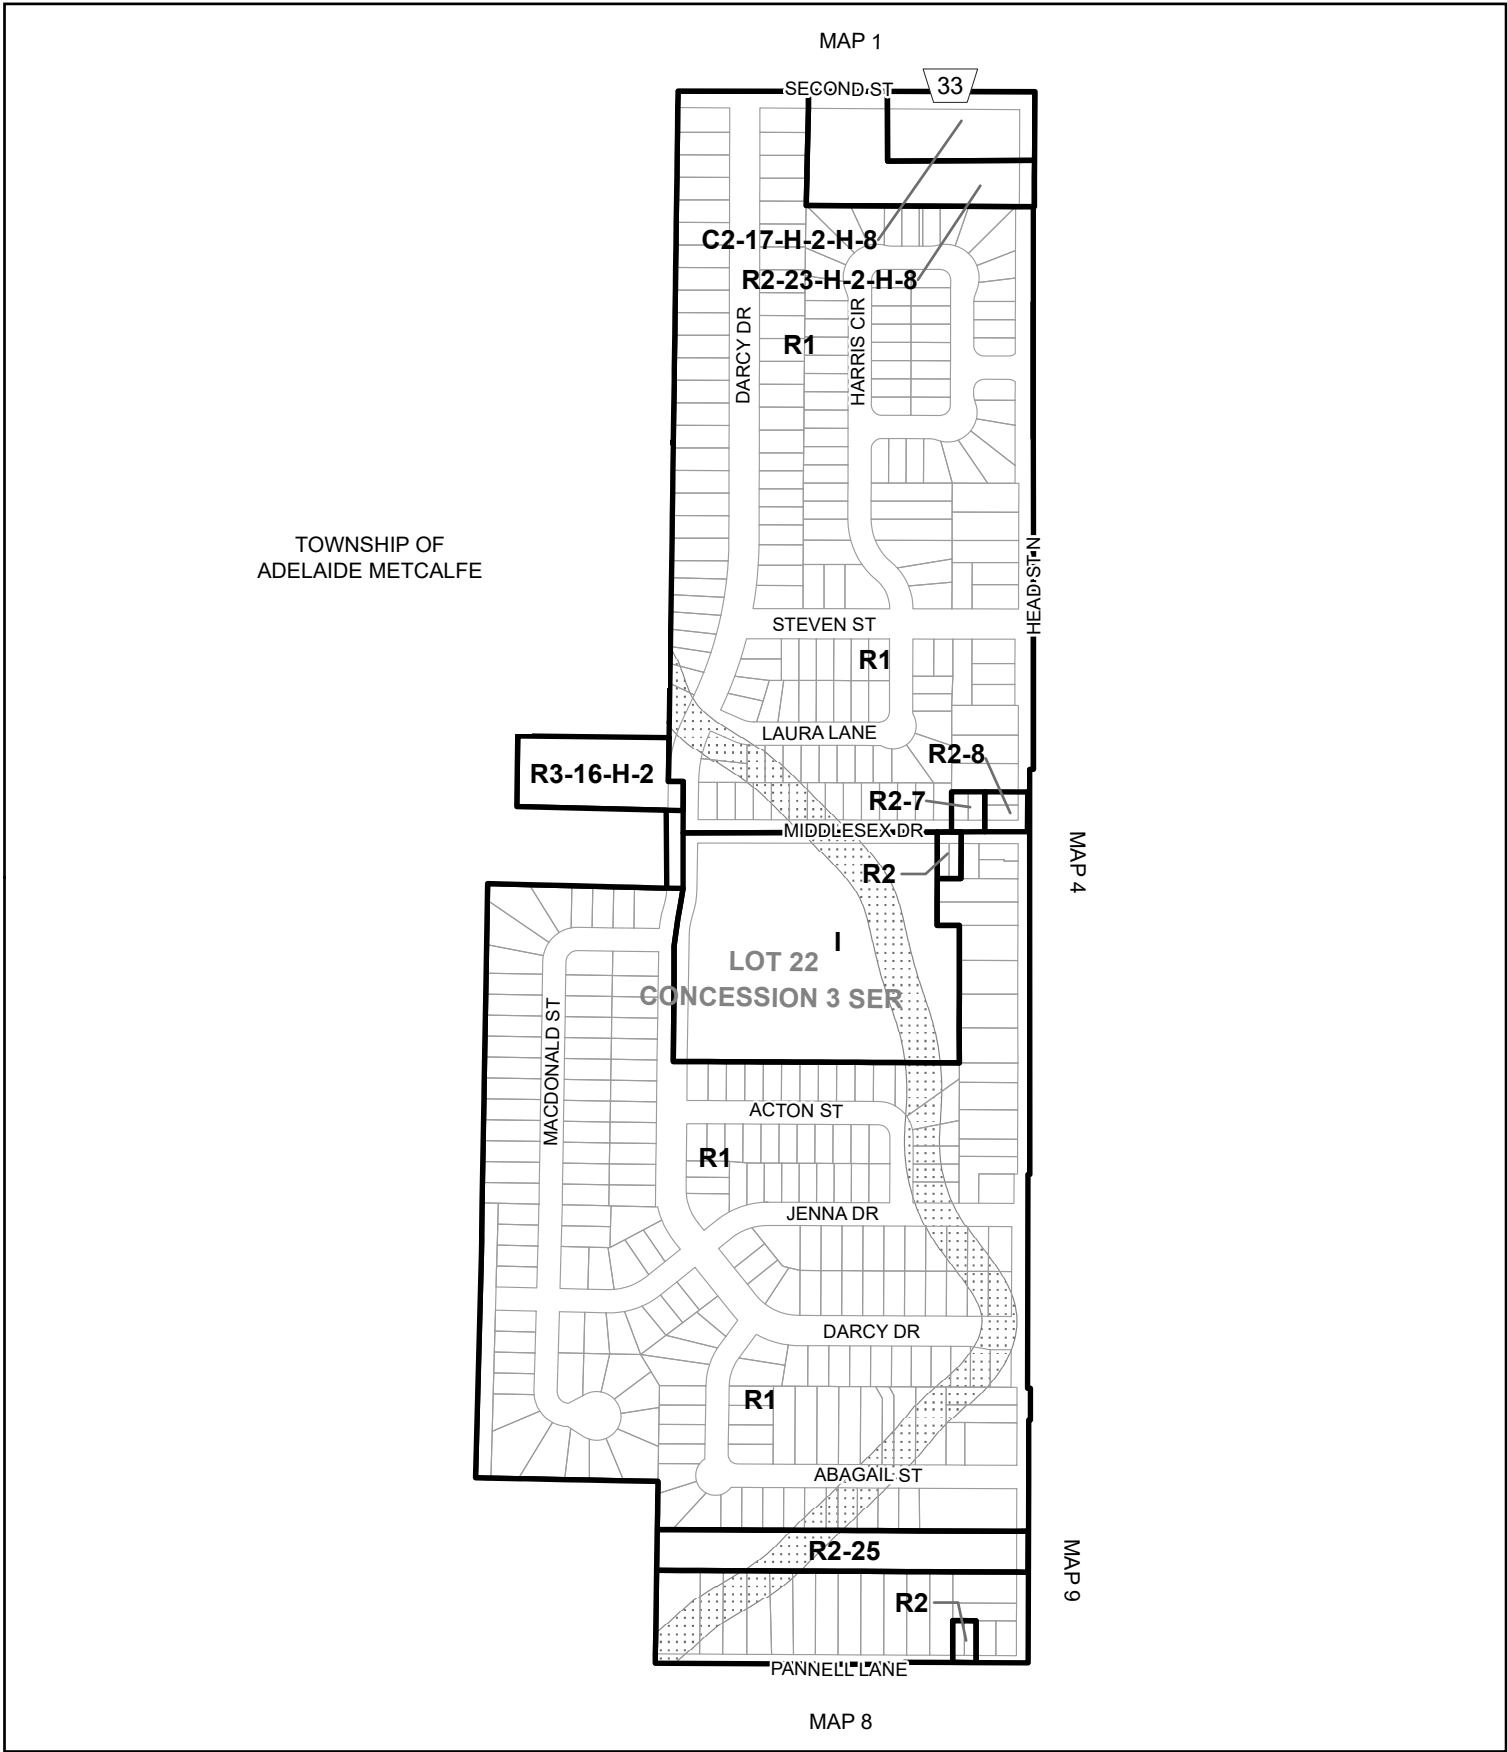 MAP 1
SECOND ST
33
C2-17-H-2-H-8
R2-23-H-2-H-8
DARCY DR
HARRIS CIR
R1
TOWNSHIP OF
ADELAIDE METCALFE
HEAD ST N
STEVEN ST
R1
LAURA LANE
R2-8
R3-16-H-2
R2-7
MIDDLESEX DR
MAP 4
R2
I
LOT 22
CONCESSION 3 SER
MACDONALD ST
ACTON ST
R1
JENNA DR
DARCY DR
R1
ABAGAIL ST
R2-25
MAP 9
R2
PANNELL LANE
MAP 8